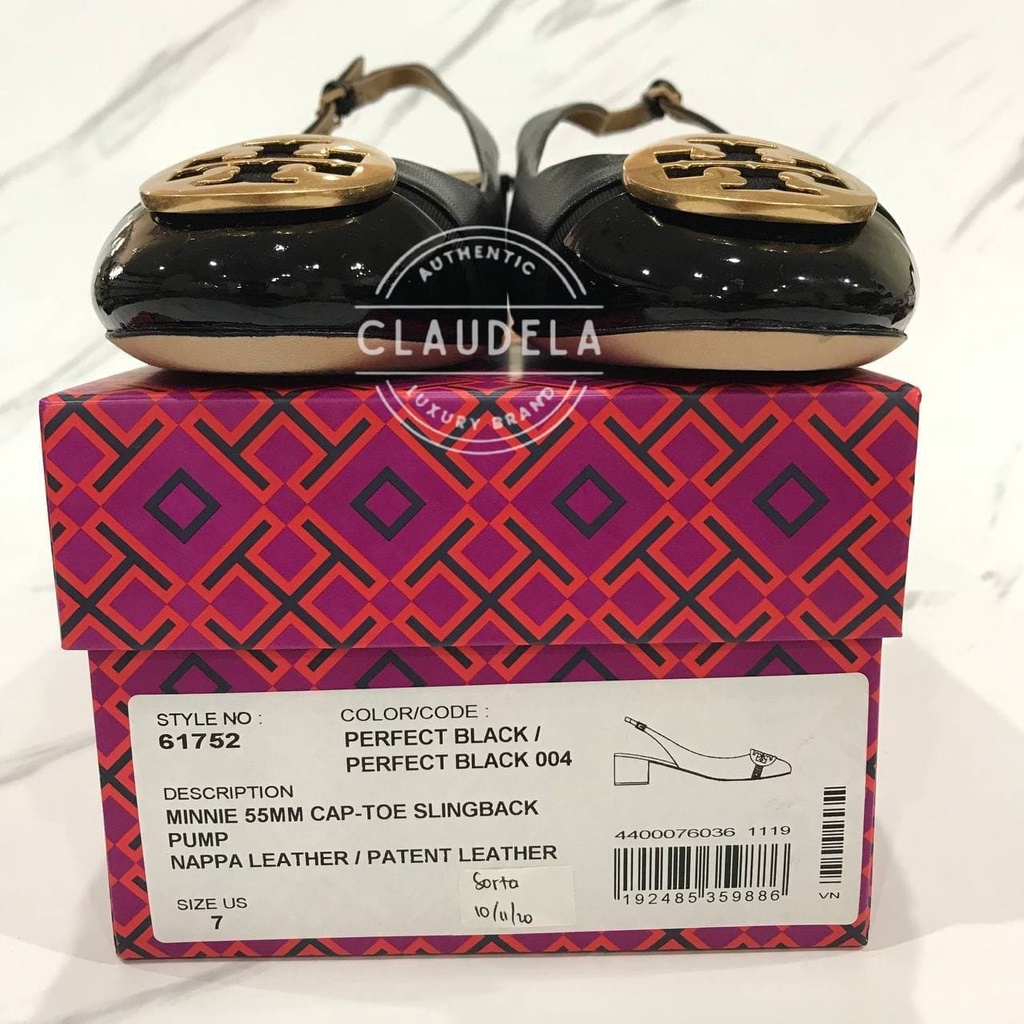 AUTHENTIC
CLAUDELA
LUXURY BRAND
STYLE NO :
61752
COLOR/CODE :
PERFECT BLACK /
PERFECT BLACK 004
DESCRIPTION
MINNIE 55MM CAP-TOE SLINGBACK
PUMP
NAPPA LEATHER / PATENT LEATHER
SIZE US
7
Sorta
10/11/20
4400076036 1119
192485 359886
VN